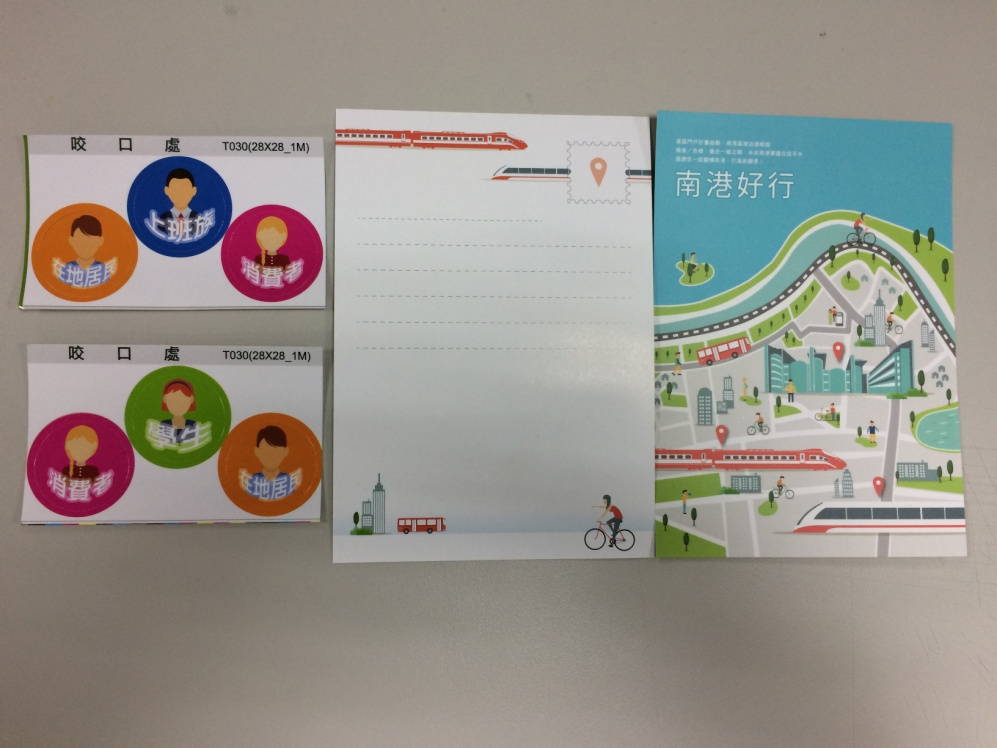 咬口處
T030(28X28_1M)
上班族
在地居民
消費者
咬口處
T030(28X28_1M)
學生
消費者
在地居民
南港好行